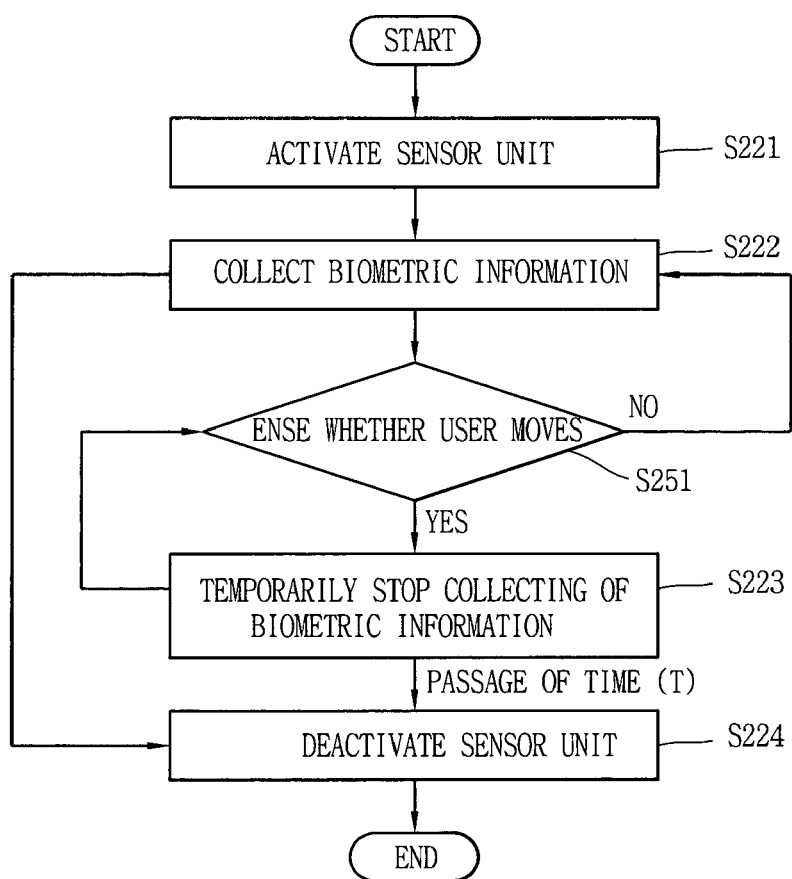 START
ACTIVATE SENSOR UNIT
S221
COLLECT BIOMETRIC INFORMATION
S222
ENSE WHETHER USER MOVES
NO
S251
YES
TEMPORARILY STOP COLLECTING OF
BIOMETRIC INFORMATION
S223
PASSAGE OF TIME (T)
DEACTIVATE SENSOR UNIT
S224
END